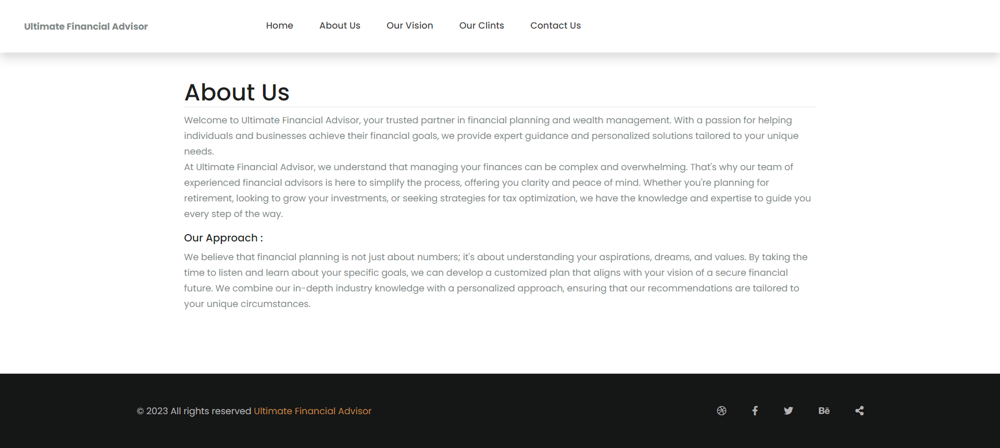 Ultimate Financial Advisor
Home About Us Our Vision Our Clints Contact Us
About Us
Welcome to Ultimate Financial Advisor, your trusted partner in financial planning and wealth management. With a passion for helping
individuals and businesses achieve their financial goals, we provide expert guidance and personalized solutions tailored to your unique
needs.
At Ultimate Financial Advisor, we understand that managing your finances can be complex and overwhelming. That's why our team of
experienced financial advisors is here to simplify the process, offering you clarity and peace of mind. Whether you're planning for
retirement, looking to grow your investments, or seeking strategies for tax optimization, we have the knowledge and expertise to guide you
every step of the way.
Our Approach :
We believe that financial planning is not just about numbers; it's about understanding your aspirations, dreams, and values. By taking the
time to listen and learn about your specific goals, we can develop a customized plan that aligns with your vision of a secure financial
future. We combine our in-depth industry knowledge with a personalized approach, ensuring that our recommendations are tailored to
your unique circumstances.
© 2023 All rights reserved Ultimate Financial Advisor